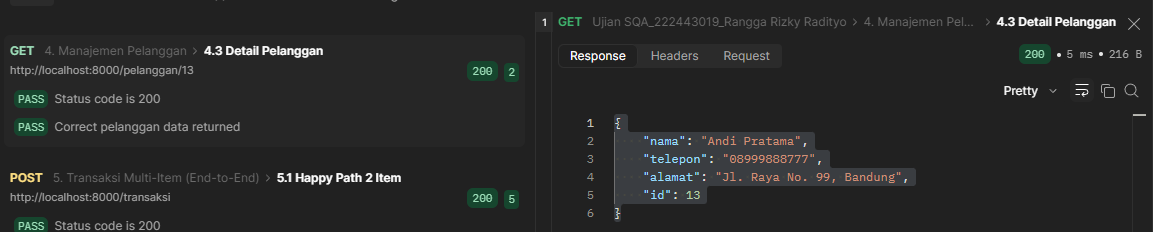 GET 4. Manajemen Pelanggan > 4.3 Detail Pelanggan
http://localhost:8000/pelanggan/13 200 2
PASS Status code is 200
PASS Correct pelanggan data returned
POST 5. Transaksi Multi-Item (End-to-End) > 5.1 Happy Path 2 Item
http://localhost:8000/transaksi 200 5
PASS Status code is 200
1 GET Ujian SQA_222443019_Rangga Rizky Radityo > 4. Manajemen Pel... > 4.3 Detail Pelanggan
Response Headers Request 200 • 5 ms • 216 B
Pretty
1 {
2 "nama": "Andi Pratama",
3 "telepon": "08999888777",
4 "alamat": "Jl. Raya No. 99, Bandung",
5 "id": 13
6 }